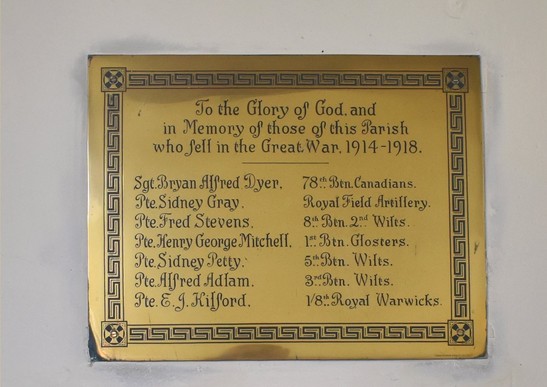 To the Glory of God, and
in Memory of those of this Parish
who fell in the Great War, 1914-1918.
Sgt. Bryan Alfred Dyer. 78th Btn. Canadians.
Pte. Sidney Gray. Royal Field Artillery.
Pte. Fred Stevens. 8th Btn. 2nd Wilts.
Pte. Henry George Mitchell. 1st Btn. Glosters.
Pte. Sidney Petty. 5th Btn. Wilts.
Pte. Alfred Adlam. 3rd Btn. Wilts.
Pte. E. J. Kilford. 1/8th Royal Warwicks.